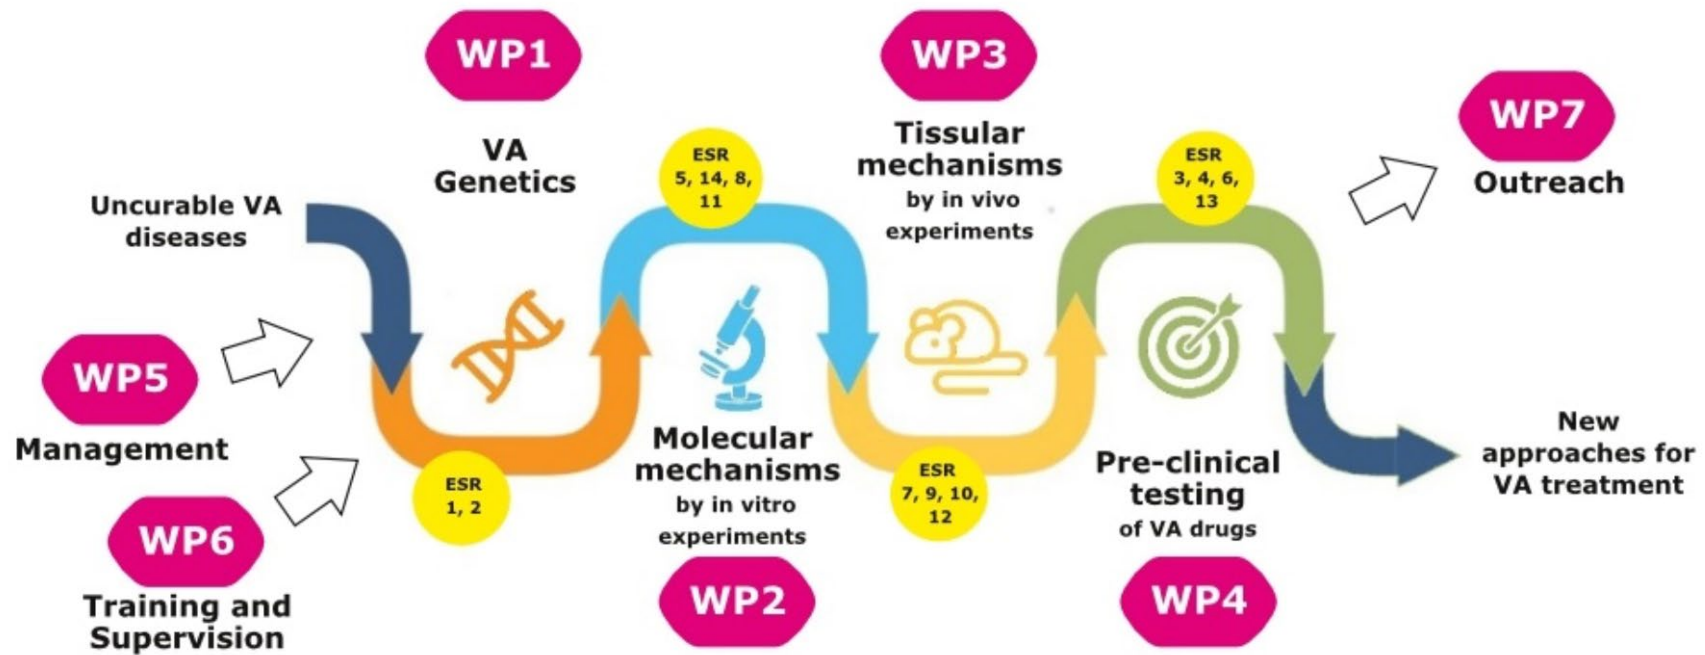 WP1
VA
Genetics
WP3
Tissular
mechanisms
by in vivo
experiments
WP7
Outreach
Uncurable VA
diseases
ESR
5, 14, 8,
11
ESR
3, 4, 6,
13
WP5
Management
WP6
Training and
Supervision
ESR
1, 2
Molecular
mechanisms
by in vitro
experiments
WP2
ESR
7, 9, 10,
12
Pre-clinical
testing
of VA drugs
WP4
New
approaches for
VA treatment